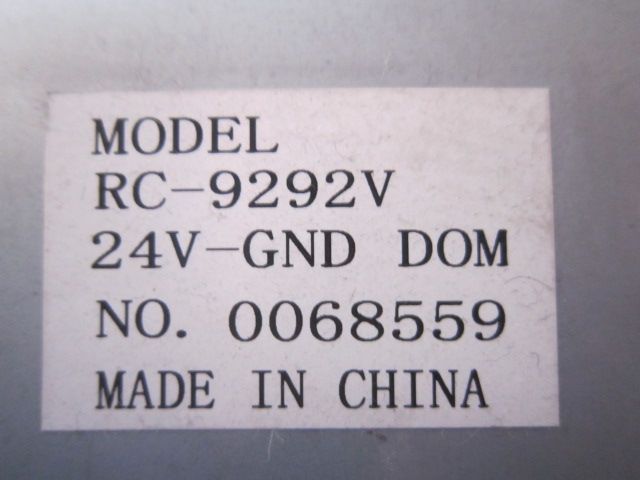 MODEL
RC-9292V
24V-GND DOM
NO. 0068559
MADE IN CHINA